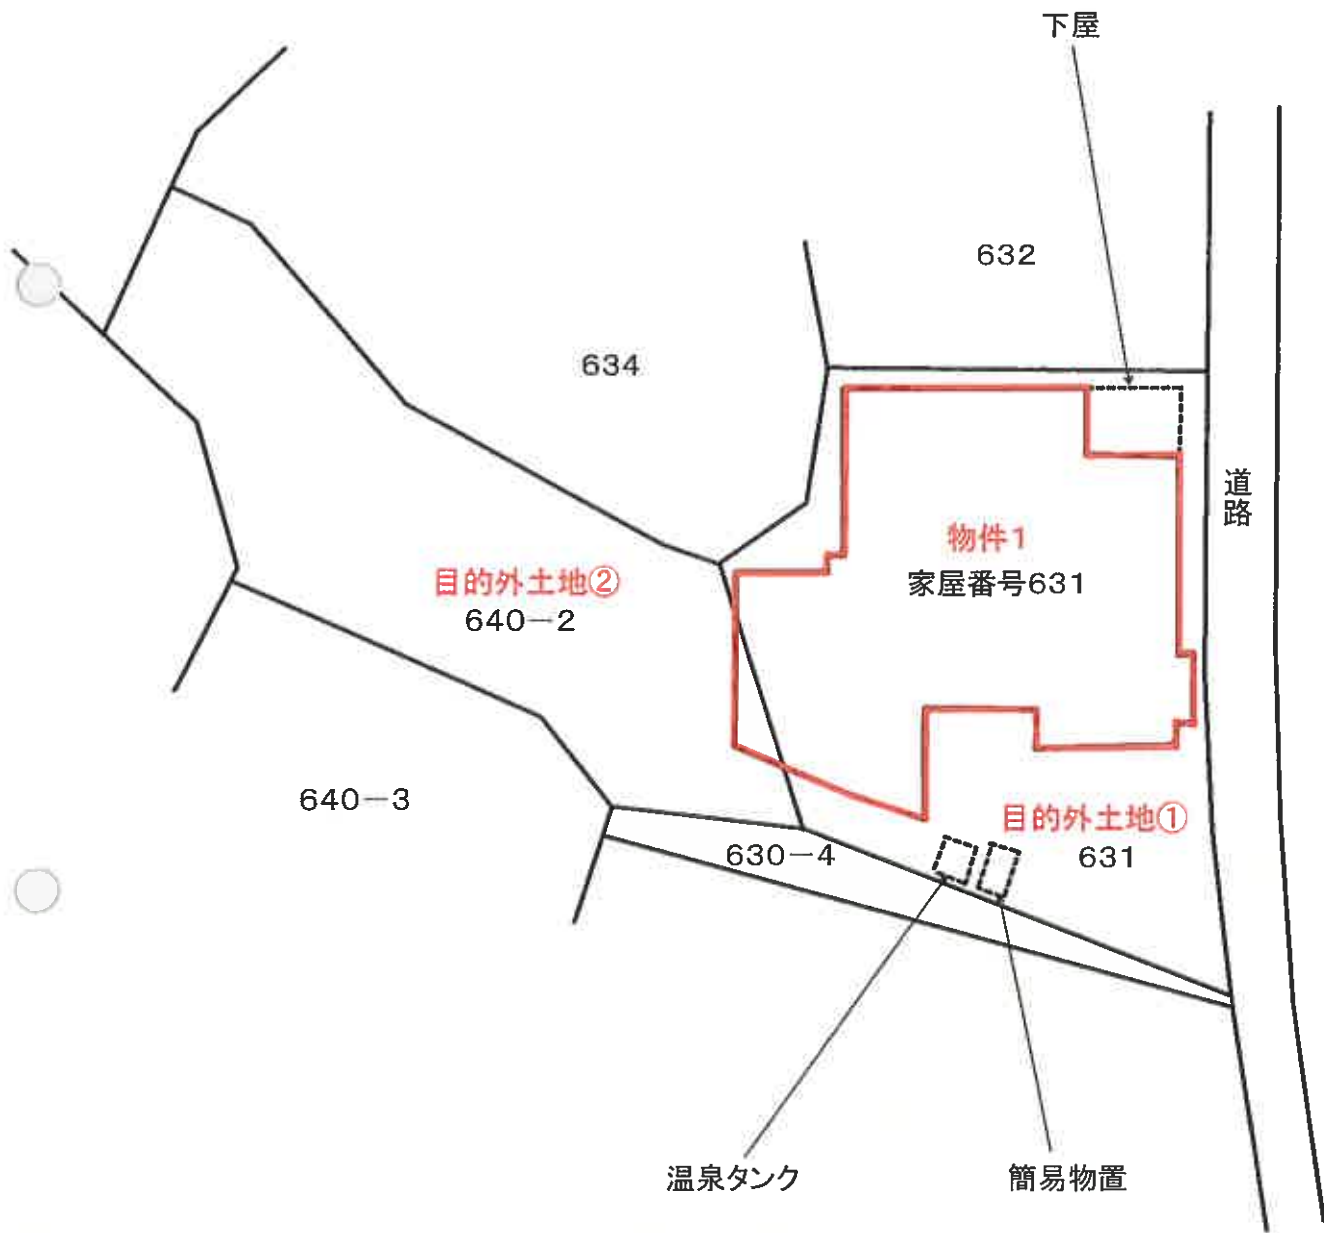 下屋
632
634
道路
物件1
家屋番号631
目的外土地②
640-2
640-3
目的外土地①
631
630-4
温泉タンク
簡易物置